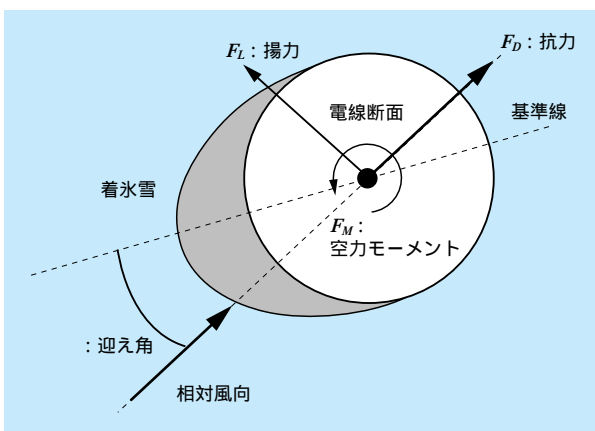 F_L：揚力
F_D：抗力
電線断面
基準線
着氷雪
F_M：
空力モーメント
：迎え角
相対風向